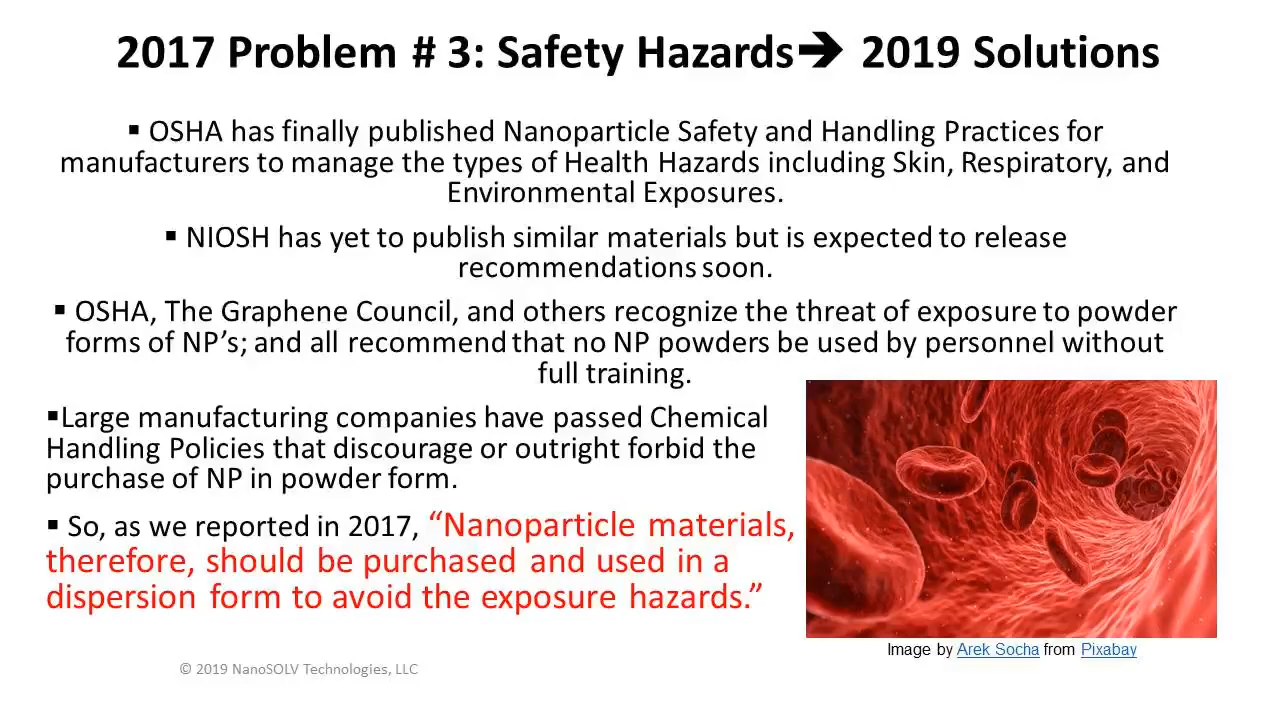 2017 Problem # 3: Safety Hazards➔ 2019 Solutions
▪ OSHA has finally published Nanoparticle Safety and Handling Practices for
manufacturers to manage the types of Health Hazards including Skin, Respiratory, and
Environmental Exposures.
▪ NIOSH has yet to publish similar materials but is expected to release
recommendations soon.
▪ OSHA, The Graphene Council, and others recognize the threat of exposure to powder
forms of NP’s; and all recommend that no NP powders be used by personnel without
full training.
▪Large manufacturing companies have passed Chemical
Handling Policies that discourage or outright forbid the
purchase of NP in powder form.
▪ So, as we reported in 2017, “Nanoparticle materials,
therefore, should be purchased and used in a
dispersion form to avoid the exposure hazards.”
Image by Arek Socha from Pixabay
© 2019 NanoSOLV Technologies, LLC